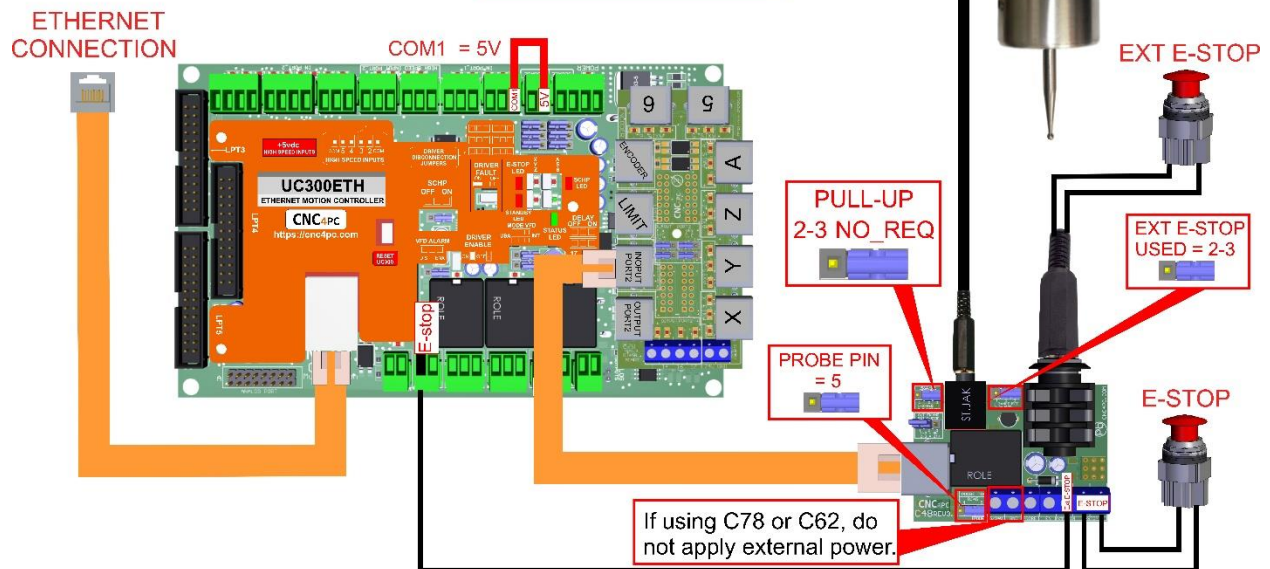 ETHERNET
CONNECTION
COM1 = 5V
COM1
5V
POWER
6
5
ENCODER
LIMIT
INOPUT
PORT2
OUTPUT
PORT2
A
Z
Y
X
LPT3
LPT4
LPT5
+5vdc
HIGH SPEED INPUTS
HIGH SPEED INPUTS
UC300ETH
ETHERNET MOTION CONTROLLER
CNC4PC
https://cnc4pc.com
DRIVER
DISCONNECTION
JUMPERS
SCHP
OFF ON
DRIVER
FAULT
E-STOP
LED
SCHP
LED
DELAY
OFF ON
STATUS
LED
VFD ALARM
DRIVER
ENABLE
ROLE
ROLE
E-stop
EXT E-STOP
PULL-UP
2-3 NO_REQ
EXT E-STOP
USED = 2-3
PROBE PIN
= 5
ST.JAK
E-STOP
ROLE
CNC4PC
E-STOP
If using C78 or C62, do
not apply external power.